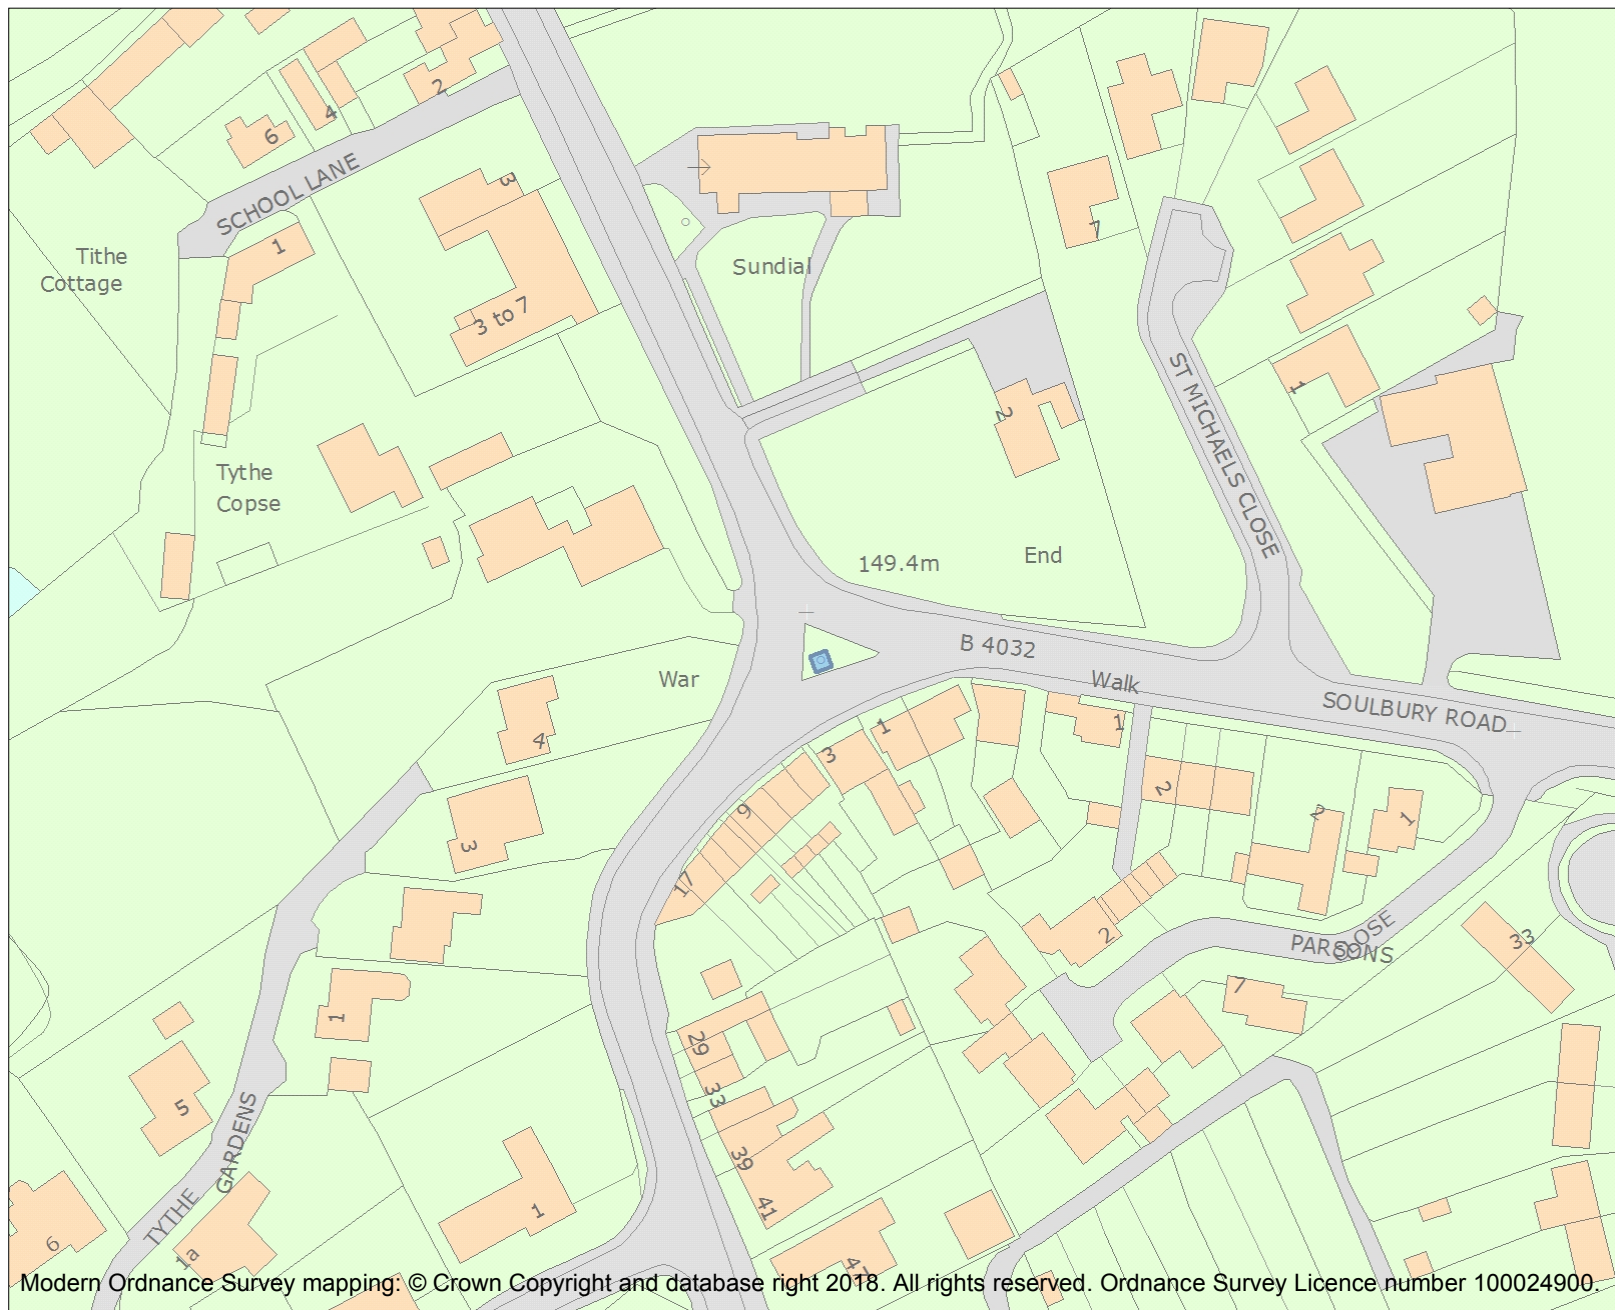 2
4
6
SCHOOL LANE
3
7
1
Tithe
Cottage
Sundial
3 to 7
ST MICHAELS CLOSE
1
2
Tythe
Copse
149.4m
End
B 4032
War
Walk
SOULBURY ROAD
4
1
1
3
2
9
2
1
3
17
2
PARSONS
CLOSE
33
7
1
29
33
5
39
GARDENS
TYTHE
41
1
6
1a
47
Modern Ordnance Survey mapping: © Crown Copyright and database right 2018. All rights reserved. Ordnance Survey Licence number 100024900.